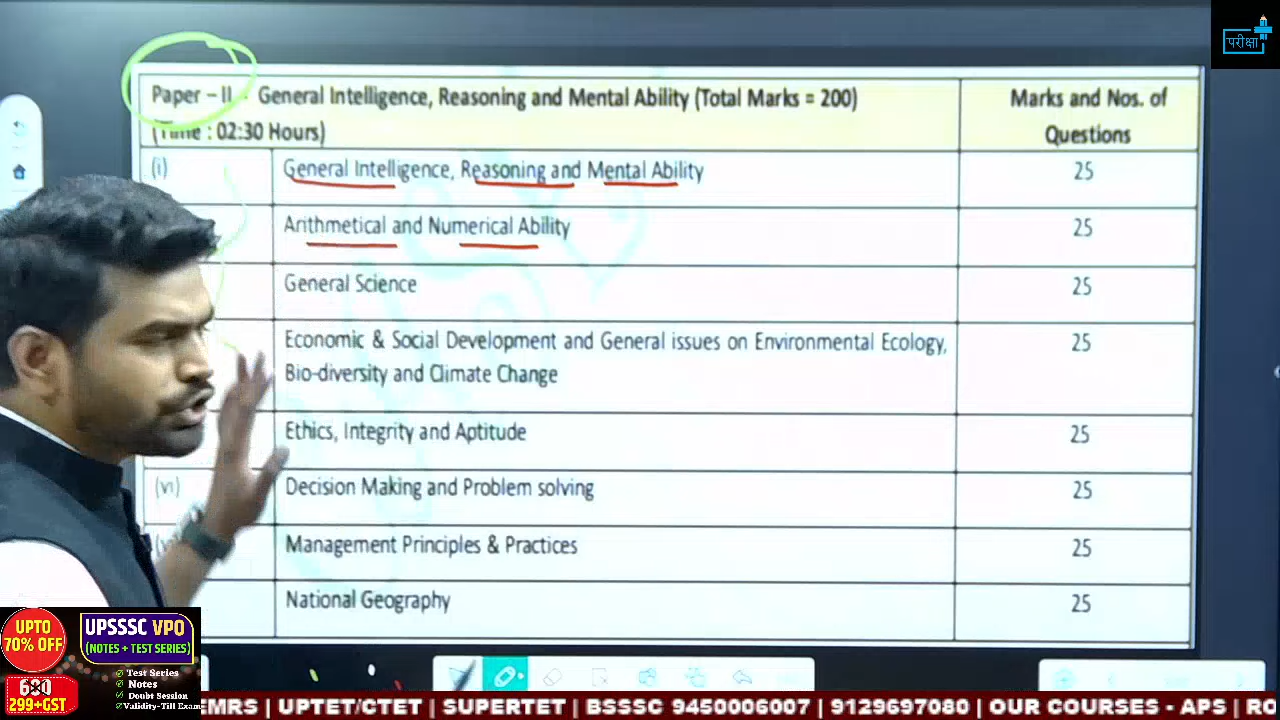 परीक्षा
Paper – II - General Intelligence, Reasoning and Mental Ability (Total Marks = 200)
(Time : 02:30 Hours)
Marks and Nos. of
Questions
(i) General Intelligence, Reasoning and Mental Ability 25
Arithmetical and Numerical Ability 25
General Science 25
Economic & Social Development and General issues on Environmental Ecology, 25
Bio-diversity and Climate Change
Ethics, Integrity and Aptitude 25
(vi) Decision Making and Problem solving 25
Management Principles & Practices 25
National Geography 25
UPTO
70% OFF
UPSSSC VPO
(NOTES + TEST SERIES)
Test Series
Notes
Doubt Session
Validity-Till Exam
299+GST
EMRS | UPTET/CTET | SUPERTET | BSSSC 9450006007 | 9129697080 | OUR COURSES - APS | RO